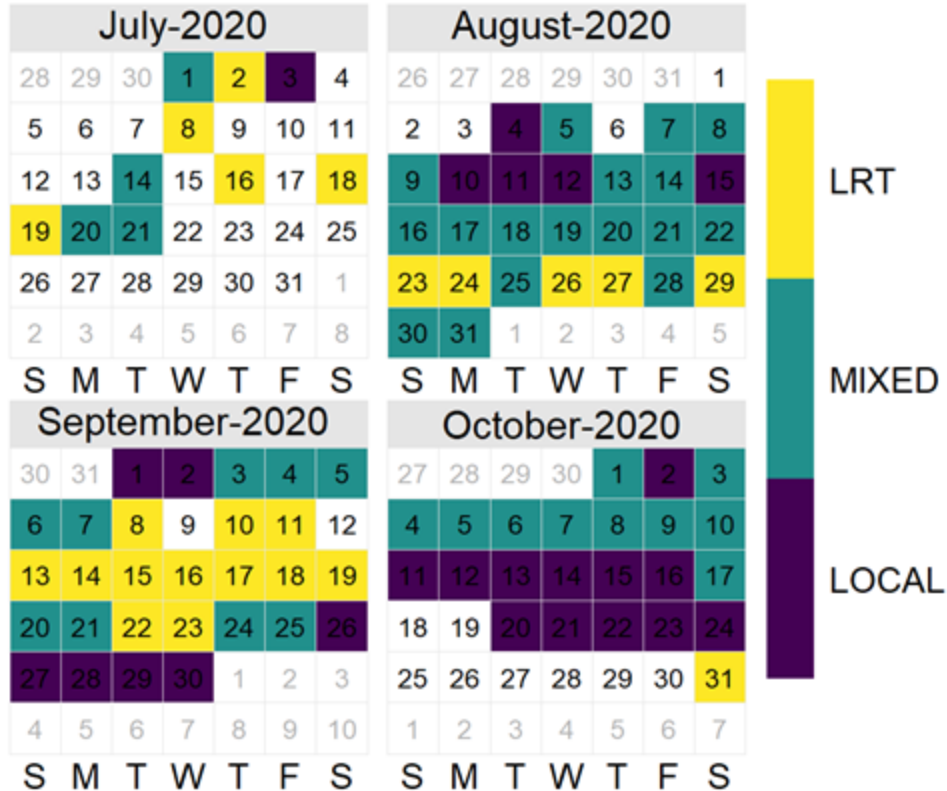 July-2020
28 29 30 1 2 3 4
5 6 7 8 9 10 11
12 13 14 15 16 17 18
19 20 21 22 23 24 25
26 27 28 29 30 31 1
2 3 4 5 6 7 8
S M T W T F S
August-2020
26 27 28 29 30 31 1
2 3 4 5 6 7 8
9 10 11 12 13 14 15
16 17 18 19 20 21 22
23 24 25 26 27 28 29
30 31 1 2 3 4 5
S M T W T F S
September-2020
30 31 1 2 3 4 5
6 7 8 9 10 11 12
13 14 15 16 17 18 19
20 21 22 23 24 25 26
27 28 29 30 1 2 3
4 5 6 7 8 9 10
S M T W T F S
October-2020
27 28 29 30 1 2 3
4 5 6 7 8 9 10
11 12 13 14 15 16 17
18 19 20 21 22 23 24
25 26 27 28 29 30 31
1 2 3 4 5 6 7
S M T W T F S
LRT
MIXED
LOCAL